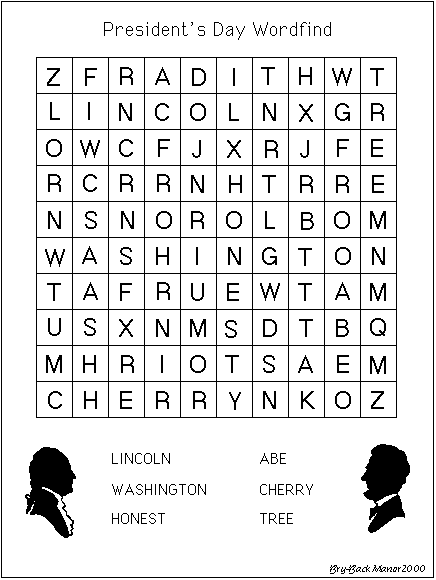 President's Day Wordfind
Z F R A D I T H W T
L I N C O L N X G R
O W C F J X R J F E
R C R R N H T R R E
N S N O R O L B O M
W A S H I N G T O N
T A F R U E W T A M
U S X N M S D T B Q
M H R I O T S A E M
C H E R R Y N K O Z
LINCOLN ABE
WASHINGTON CHERRY
HONEST TREE
Bry-Back Manor 2000